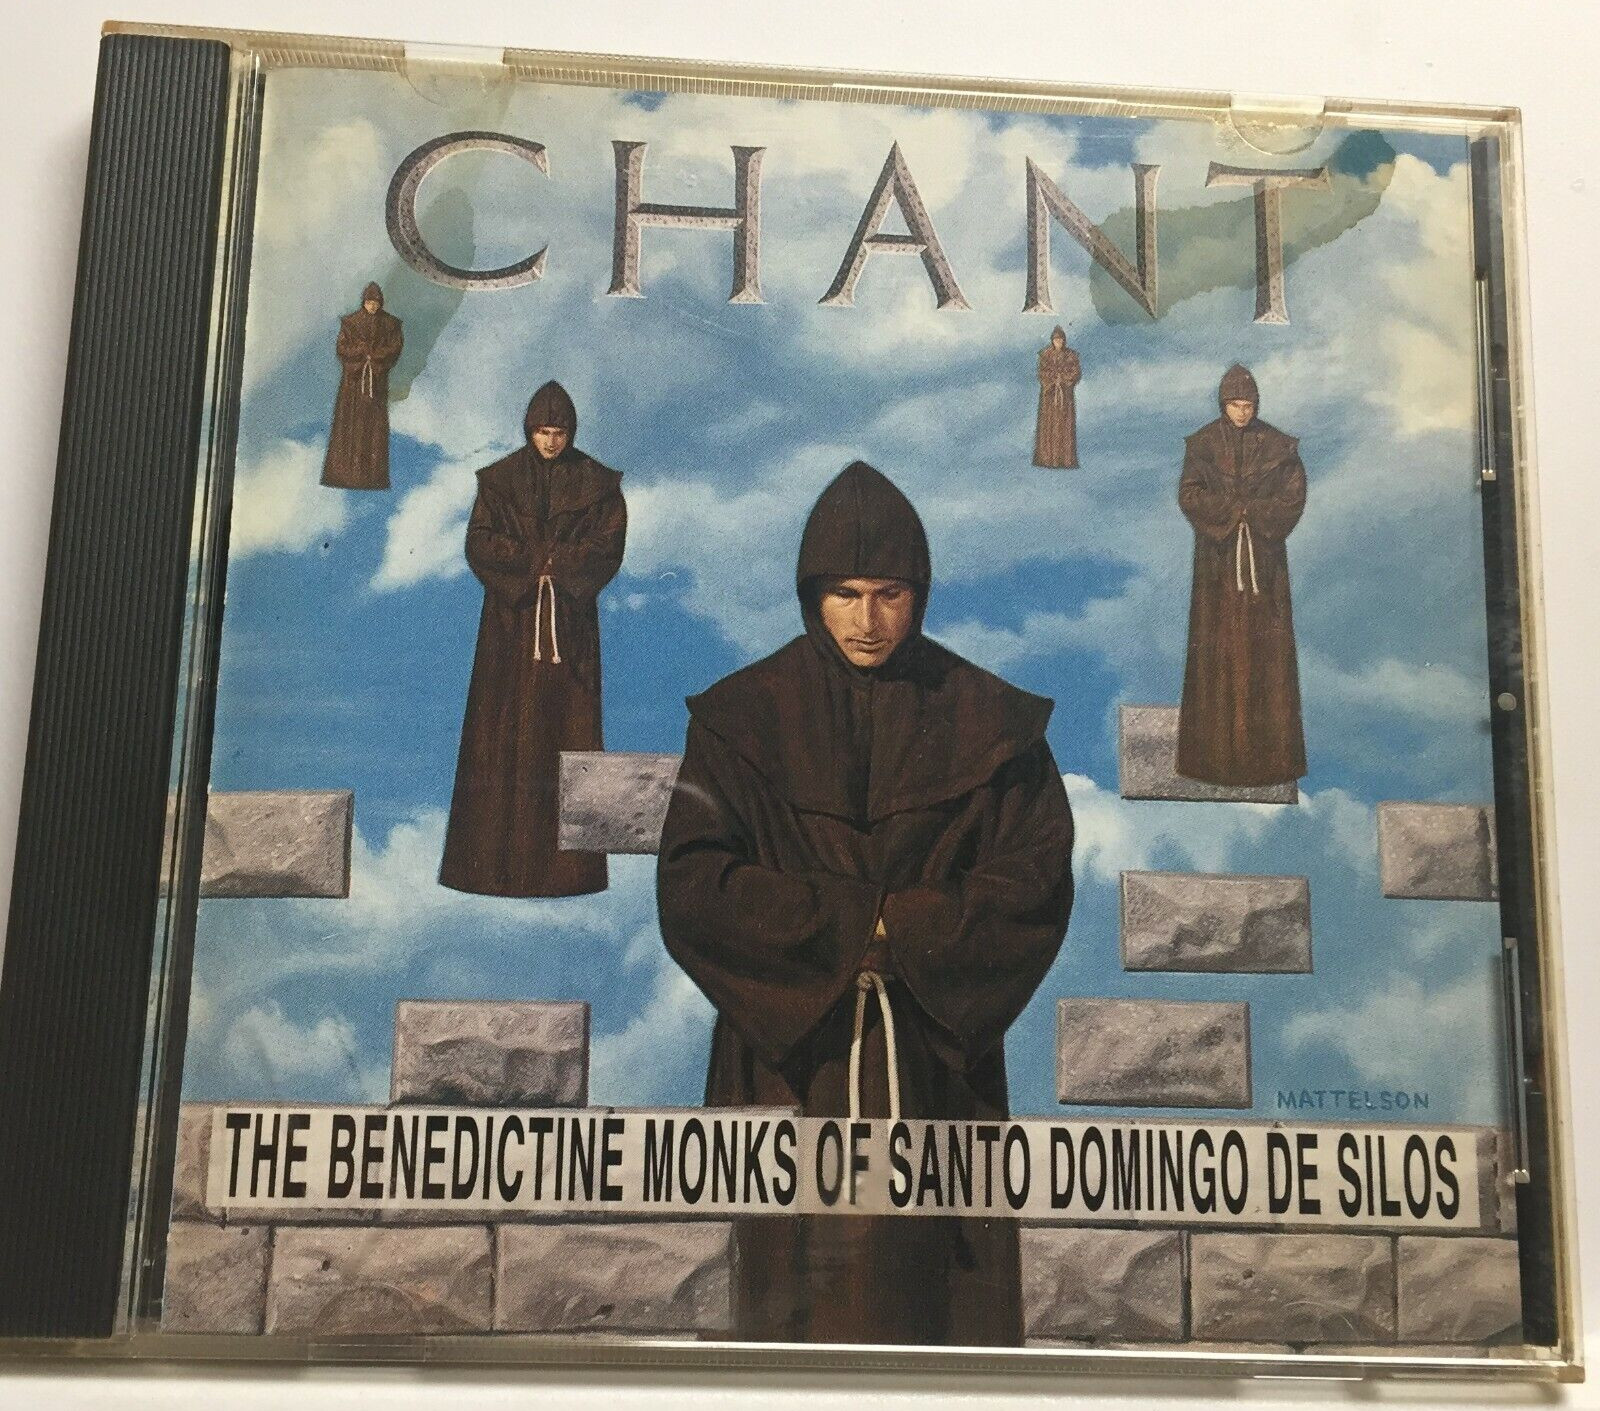 CHANT
MATTELSON
THE BENEDICTINE MONKS OF SANTO DOMINGO DE SILOS